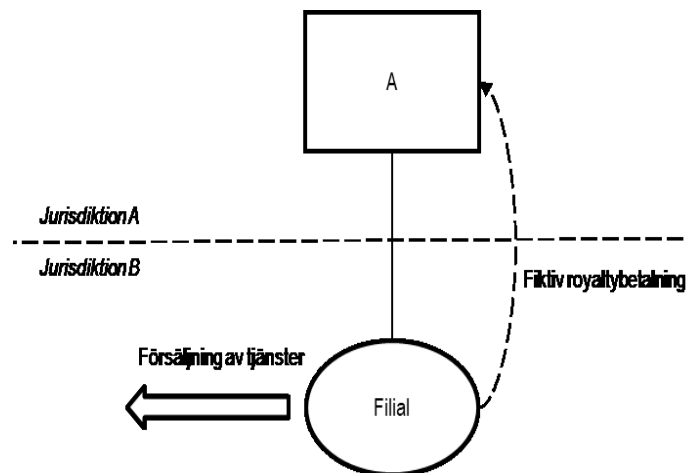 A
Jurisdiktion A
Jurisdiktion B
Fiktiv royaltybetalning
Försäljning av tjänster
Filial